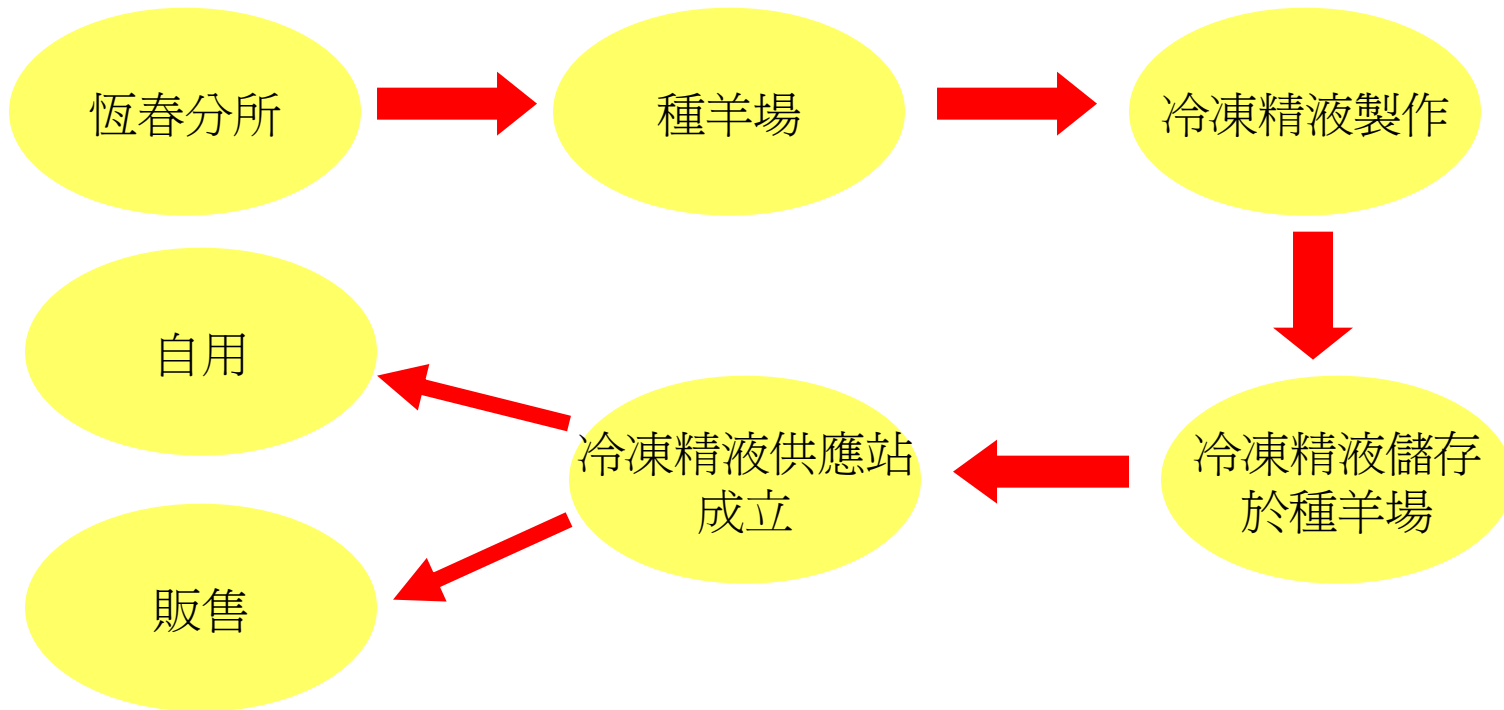 恆春分所
種羊場
冷凍精液製作
冷凍精液儲存
於種羊場
冷凍精液供應站
成立
自用
販售